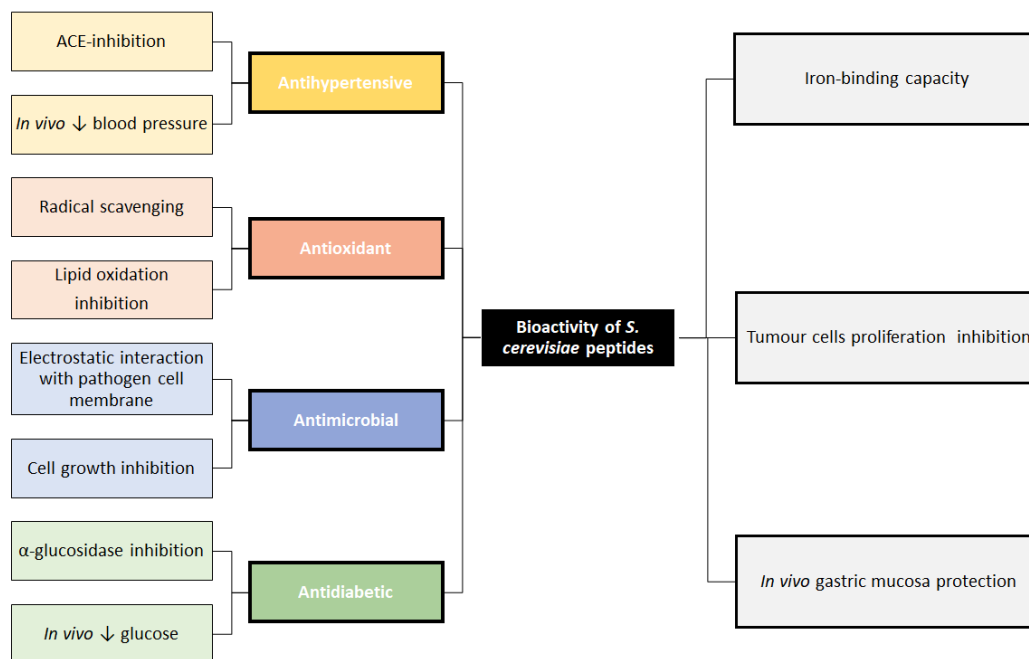 ACE-inhibition
In vivo ↓ blood pressure
Antihypertensive
Radical scavenging
Lipid oxidation
inhibition
Antioxidant
Electrostatic interaction
with pathogen cell
membrane
Cell growth inhibition
Antimicrobial
α-glucosidase inhibition
In vivo ↓ glucose
Antidiabetic
Bioactivity of S.
cerevisiae peptides
Iron-binding capacity
Tumour cells proliferation inhibition
In vivo gastric mucosa protection